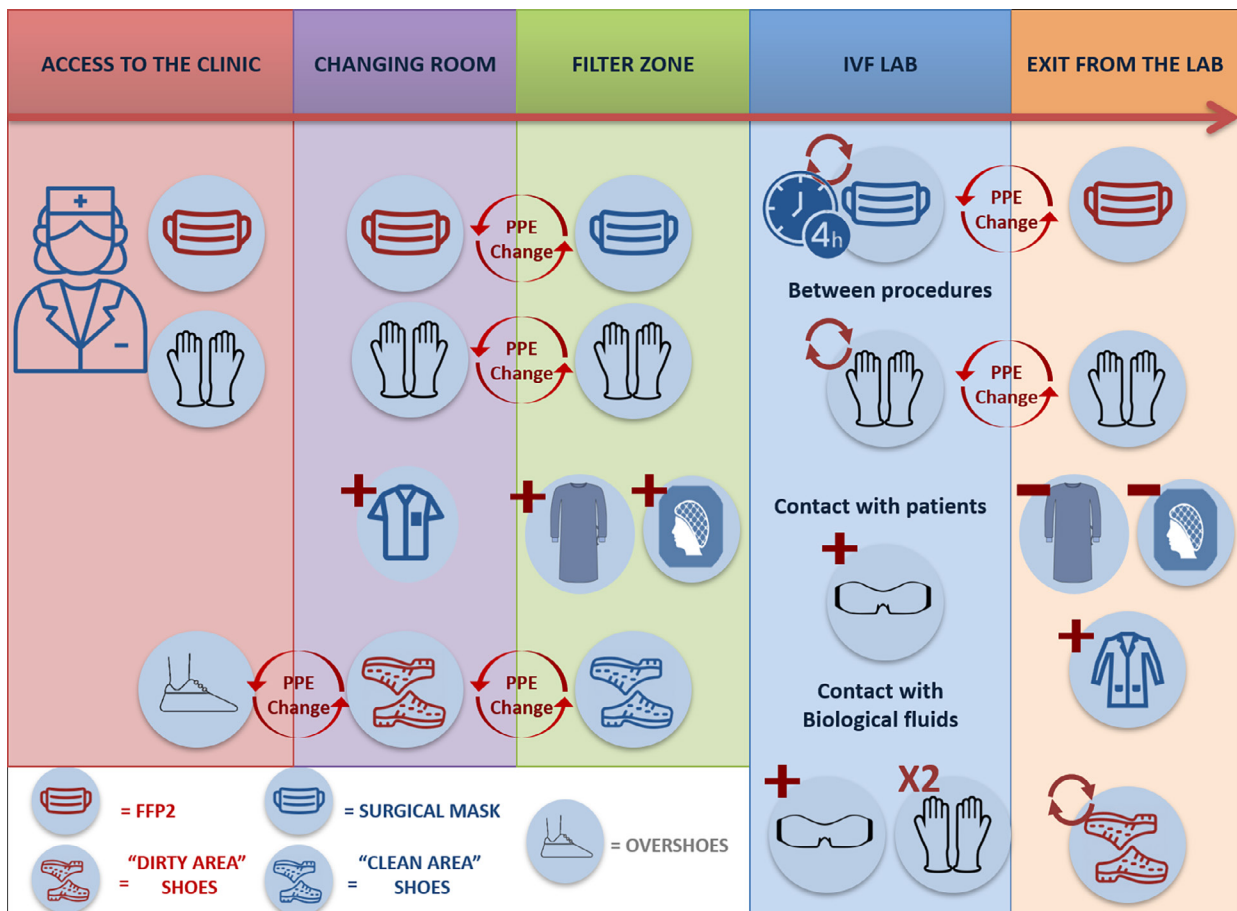 ACCESS TO THE CLINIC
CHANGING ROOM
FILTER ZONE
IVF LAB
EXIT FROM THE LAB
PPE
Change
4h
PPE
Change
Between procedures
PPE
Change
PPE
Change
Contact with patients
PPE
Change
PPE
Change
Contact with
Biological fluids
X2
= FFP2
= SURGICAL MASK
= OVERSHOES
"DIRTY AREA"
= SHOES
"CLEAN AREA"
= SHOES